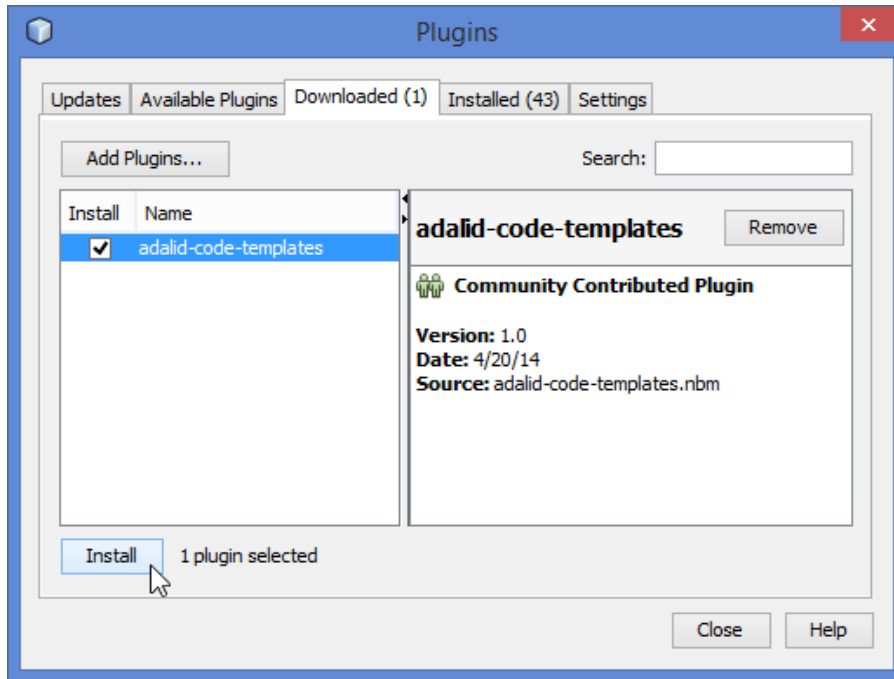 Plugins
Updates Available Plugins Downloaded (1) Installed (43) Settings
Add Plugins... Search:
Install Name
adalid-code-templates
adalid-code-templates Remove
Community Contributed Plugin
Version: 1.0
Date: 4/20/14
Source: adalid-code-templates.nbm
Install 1 plugin selected
Close Help